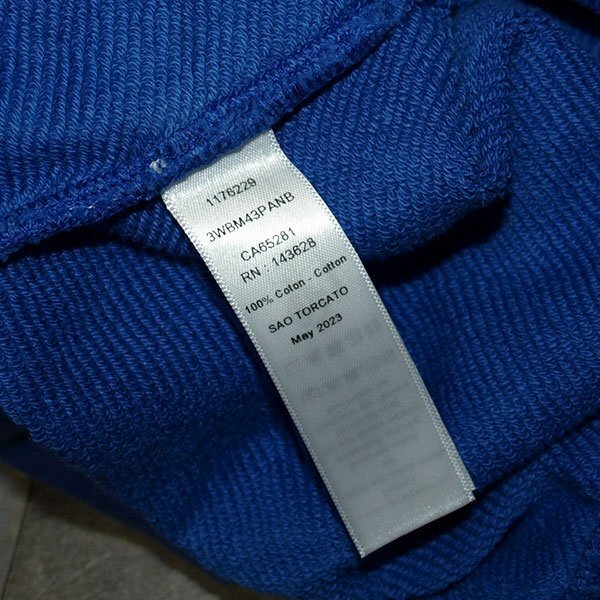 1176229
3WBM43PANB
CA65281
RN : 143628
100% Coton - Cotton
SAO TORCATO
May 2023